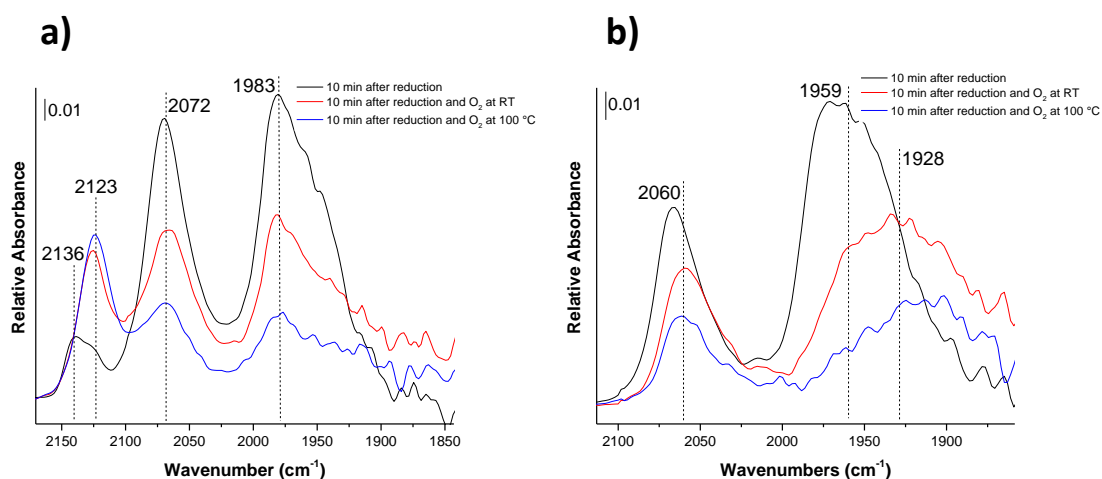 a)
0.01
1983
2072
2123
2136
10 min after reduction
10 min after reduction and O₂ at RT
10 min after reduction and O₂ at 100 °C
Relative Absorbance
2150 2100 2050 2000 1950 1900 1850
Wavenumber (cm⁻¹)
b)
0.01
1959
1928
2060
10 min after reduction
10 min after reduction and O₂ at RT
10 min after reduction and O₂ at 100 °C
Relative Absorbance
2100 2050 2000 1950 1900
Wavenumbers (cm⁻¹)